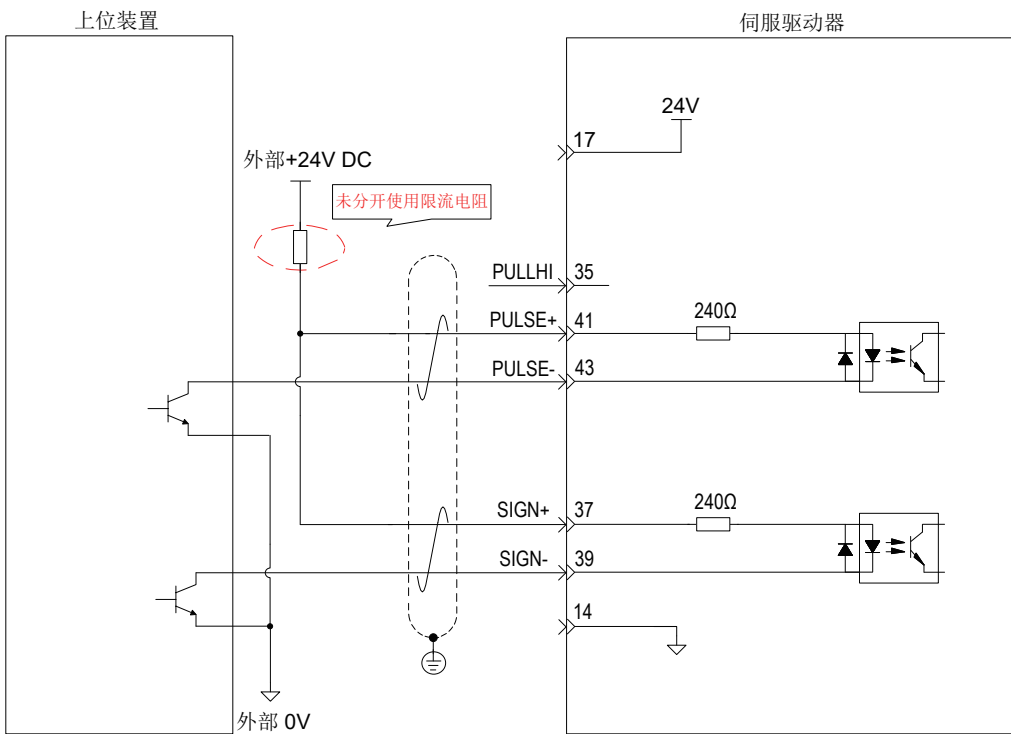 上位装置
伺服驱动器
24V
17
外部+24V DC
未分开使用限流电阻
PULLHI
35
PULSE+
41
240Ω
PULSE-
43
SIGN+
37
240Ω
SIGN-
39
14
外部 0V